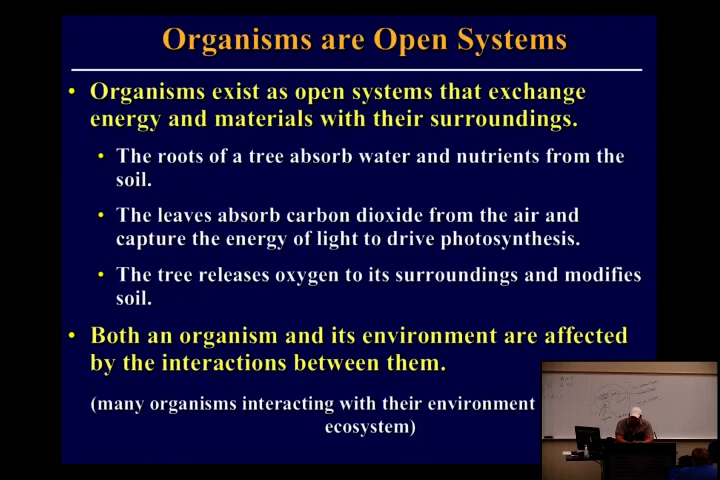 Organisms are Open Systems
• Organisms exist as open systems that exchange
energy and materials with their surroundings.
• The roots of a tree absorb water and nutrients from the
soil.
• The leaves absorb carbon dioxide from the air and
capture the energy of light to drive photosynthesis.
• The tree releases oxygen to its surroundings and modifies
soil.
• Both an organism and its environment are affected
by the interactions between them.
(many organisms interacting with their environment
ecosystem)